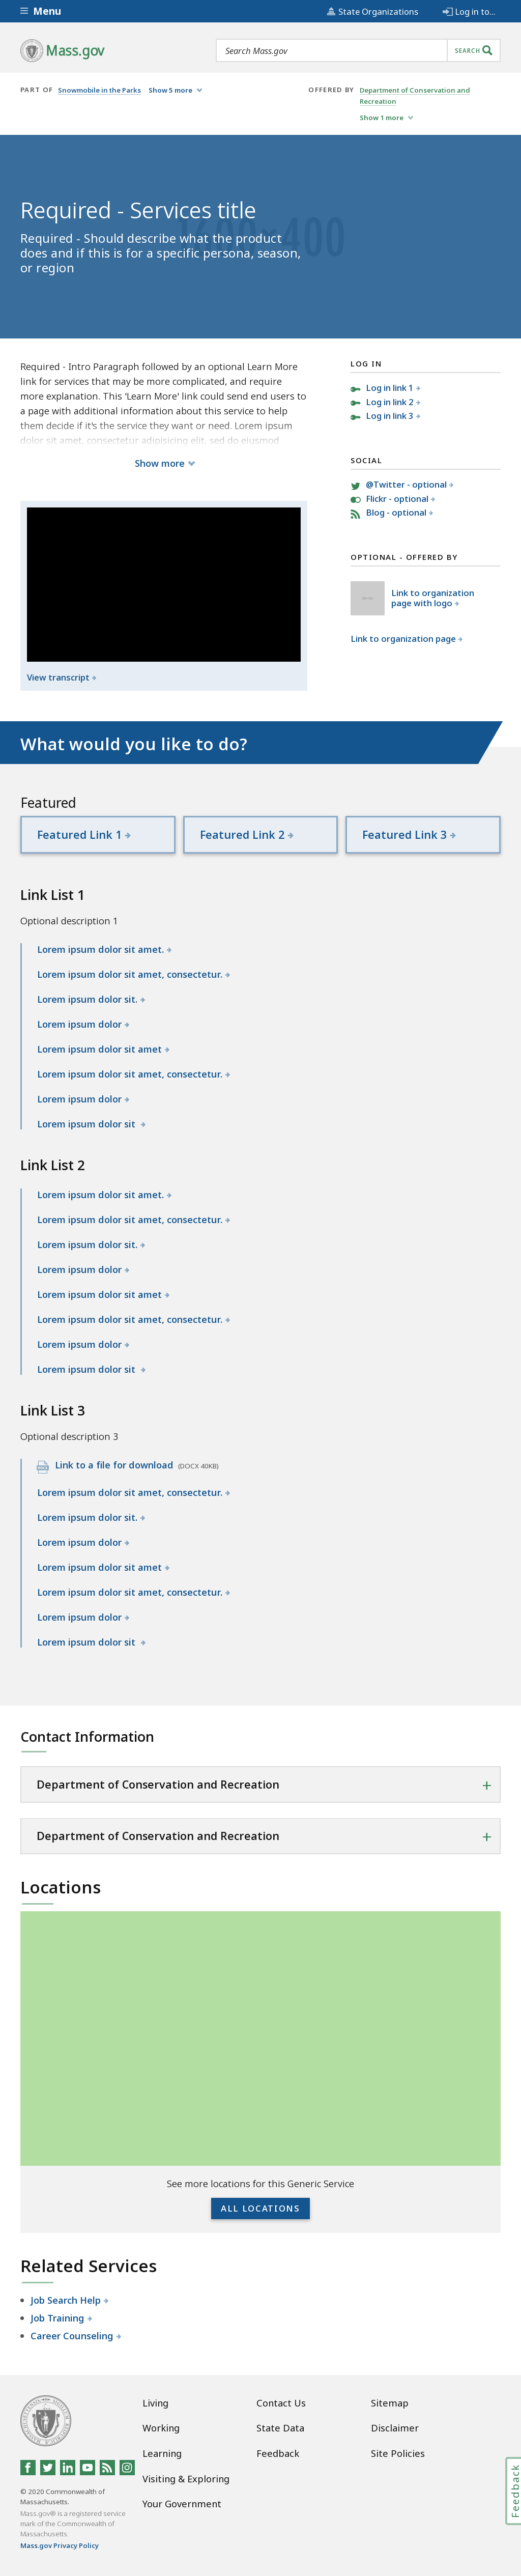 Menu
State Organizations
Log in to...
Mass.gov
Search Mass.gov
SEARCH
PART OF
Snowmobile in the Parks
Show 5 more
OFFERED BY
Department of Conservation and
Recreation
Show 1 more
1600×400
Required - Services title
Required - Should describe what the product
does and if this is for a specific persona, season,
or region
Required - Intro Paragraph followed by an optional Learn More
link for services that may be more complicated, and require
more explanation. This 'Learn More' link could send end users to
a page with additional information about this service to help
them decide if it's the service they want or need. Lorem ipsum
dolor sit amet, consectetur adipisicing elit, sed do eiusmod
Show more
View transcript
LOG IN
Log in link 1
Log in link 2
Log in link 3
SOCIAL
@Twitter - optional
Flickr - optional
Blog - optional
OPTIONAL - OFFERED BY
Link to organization
page with logo
Link to organization page
What would you like to do?
Featured
Featured Link 1
Featured Link 2
Featured Link 3
Link List 1
Optional description 1
Lorem ipsum dolor sit amet.
Lorem ipsum dolor sit amet, consectetur.
Lorem ipsum dolor sit.
Lorem ipsum dolor
Lorem ipsum dolor sit amet
Lorem ipsum dolor sit amet, consectetur.
Lorem ipsum dolor
Lorem ipsum dolor sit
Link List 2
Lorem ipsum dolor sit amet.
Lorem ipsum dolor sit amet, consectetur.
Lorem ipsum dolor sit.
Lorem ipsum dolor
Lorem ipsum dolor sit amet
Lorem ipsum dolor sit amet, consectetur.
Lorem ipsum dolor
Lorem ipsum dolor sit
Link List 3
Optional description 3
Link to a file for download (DOCX 40KB)
Lorem ipsum dolor sit amet, consectetur.
Lorem ipsum dolor sit.
Lorem ipsum dolor
Lorem ipsum dolor sit amet
Lorem ipsum dolor sit amet, consectetur.
Lorem ipsum dolor
Lorem ipsum dolor sit
Contact Information
Department of Conservation and Recreation
Department of Conservation and Recreation
Locations
See more locations for this Generic Service
ALL LOCATIONS
Related Services
Job Search Help
Job Training
Career Counseling
Living
Working
Learning
Visiting & Exploring
Your Government
Contact Us
State Data
Feedback
Sitemap
Disclaimer
Site Policies
© 2020 Commonwealth of
Massachusetts.
Mass.gov® is a registered service
mark of the Commonwealth of
Massachusetts.
Mass.gov Privacy Policy
Feedback